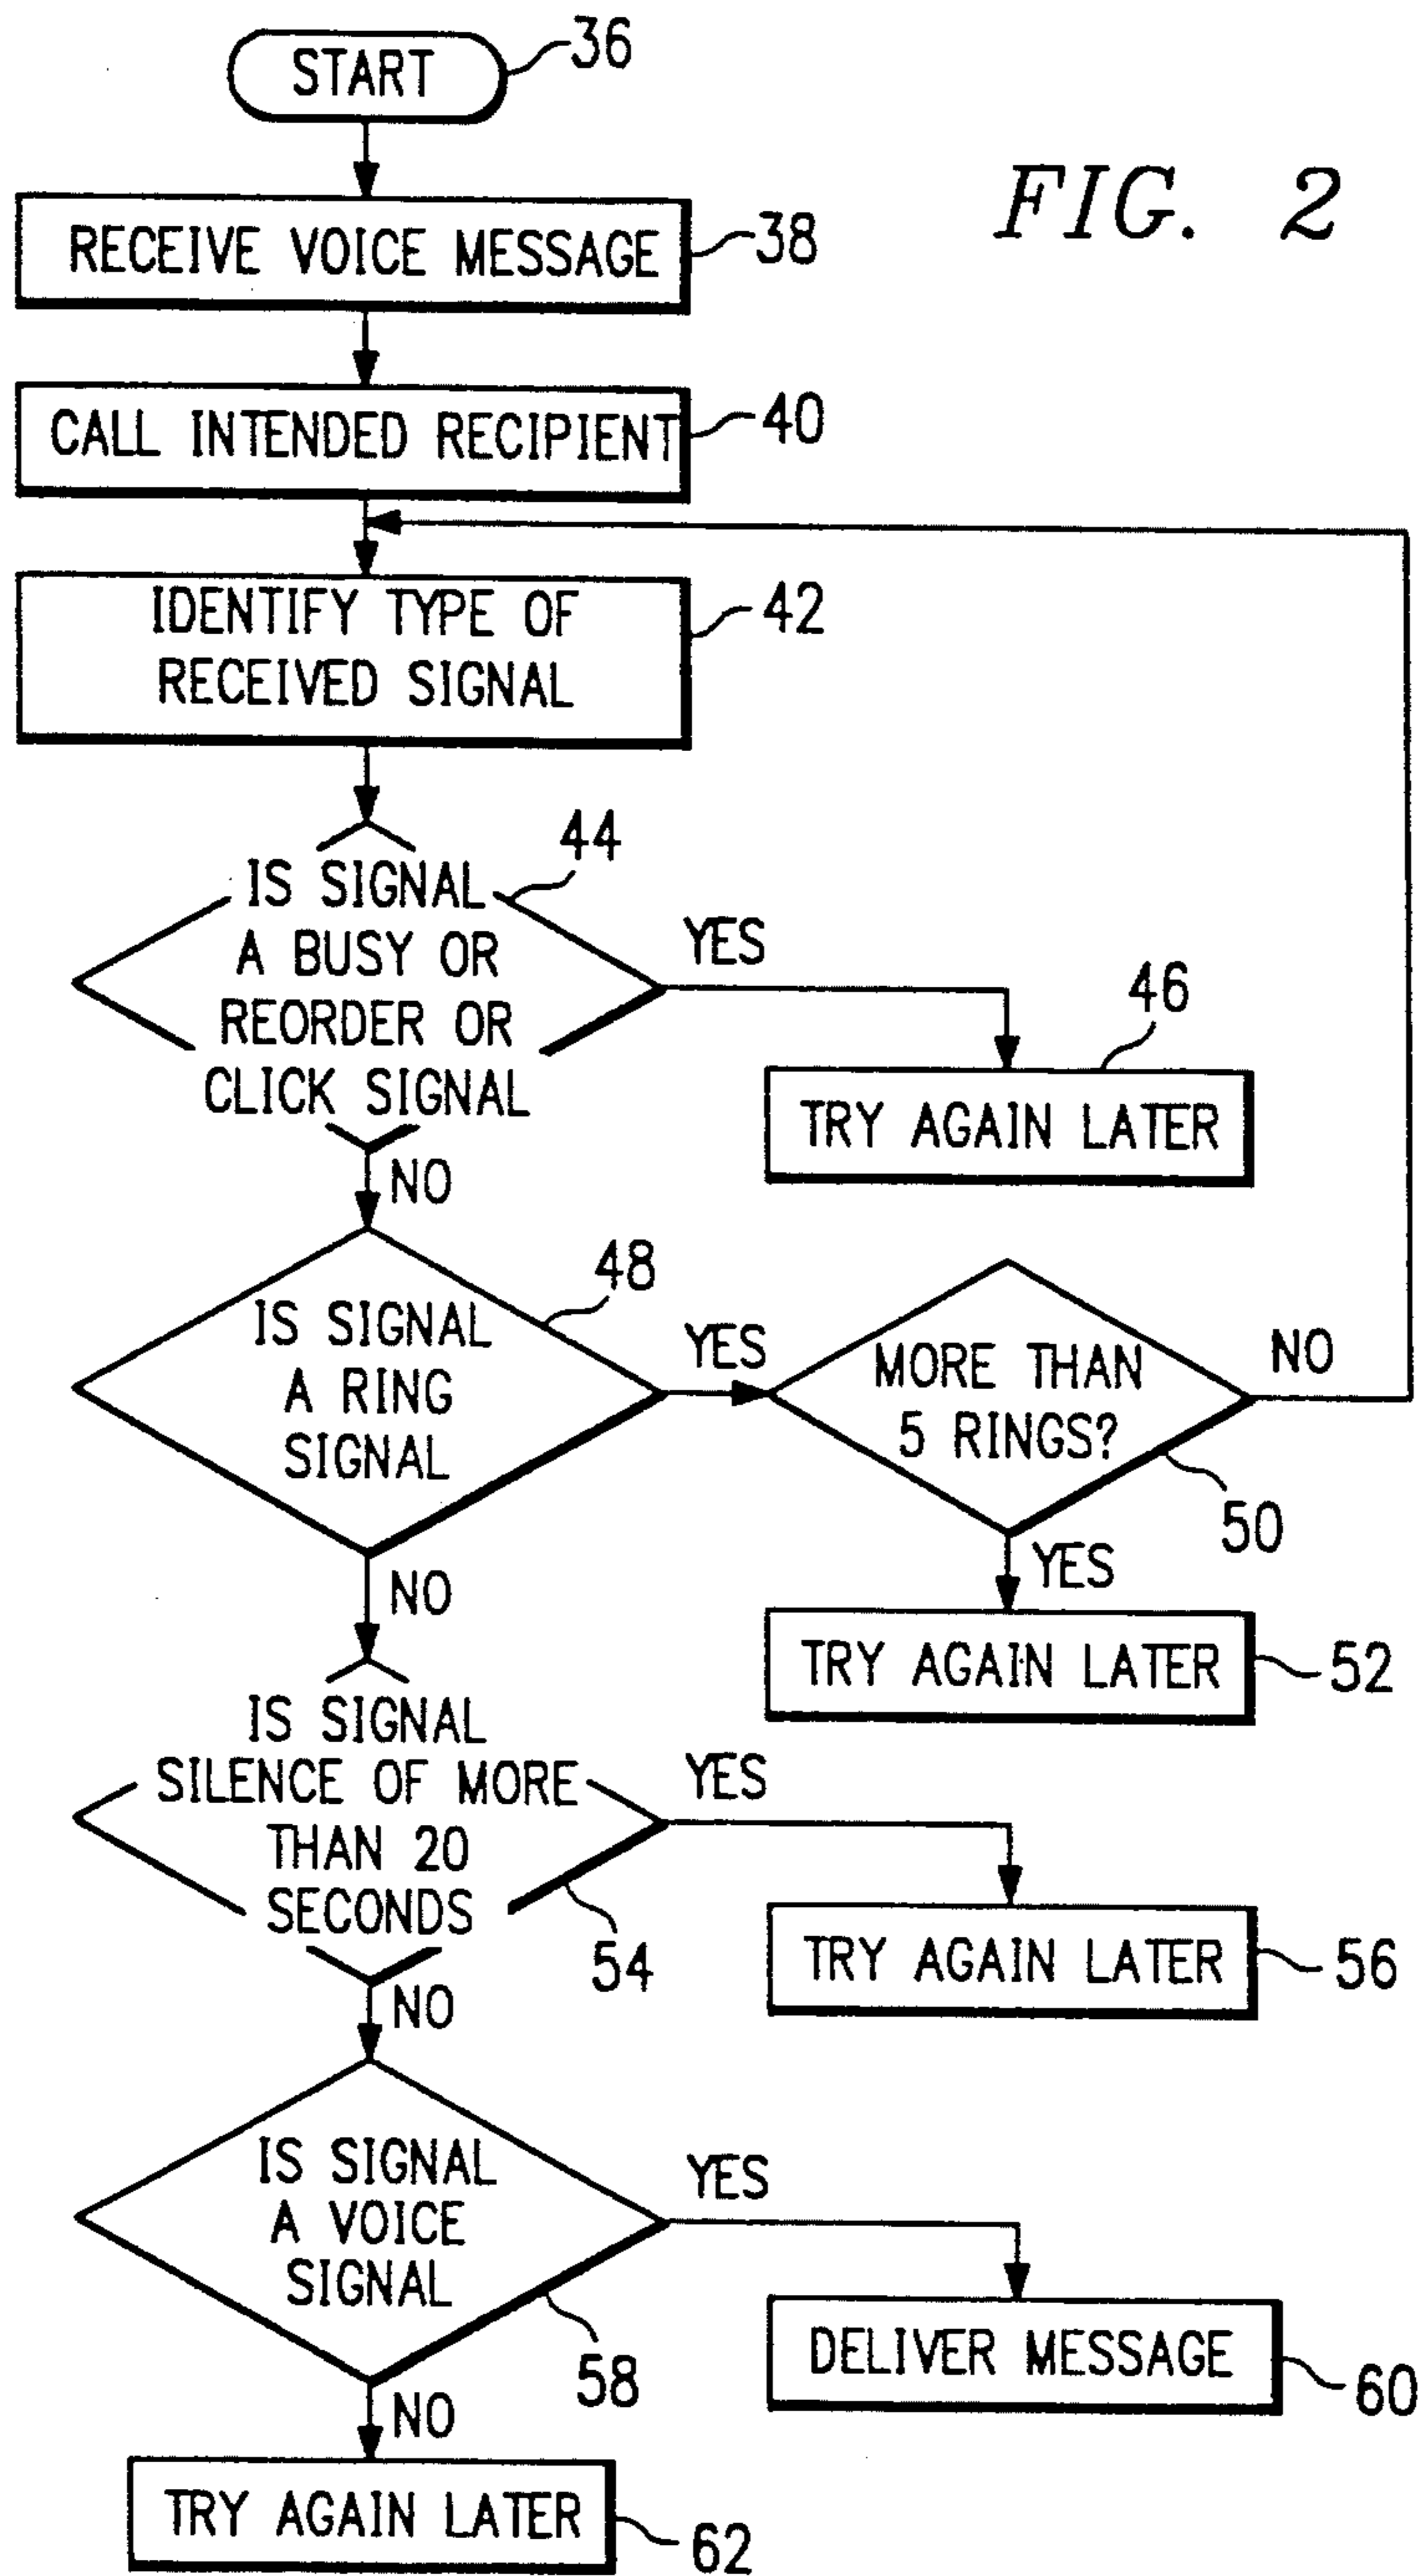 START
36
FIG. 2
RECEIVE VOICE MESSAGE
38
CALL INTENDED RECIPIENT
40
IDENTIFY TYPE OF
RECEIVED SIGNAL
42
IS SIGNAL
A BUSY OR
REORDER OR
CLICK SIGNAL
44
YES
46
TRY AGAIN LATER
NO
IS SIGNAL
A RING
SIGNAL
48
YES
MORE THAN
5 RINGS?
NO
50
YES
TRY AGAIN LATER
52
NO
IS SIGNAL
SILENCE OF MORE
THAN 20
SECONDS
54
YES
TRY AGAIN LATER
56
NO
IS SIGNAL
A VOICE
SIGNAL
58
YES
DELIVER MESSAGE
60
NO
TRY AGAIN LATER
62